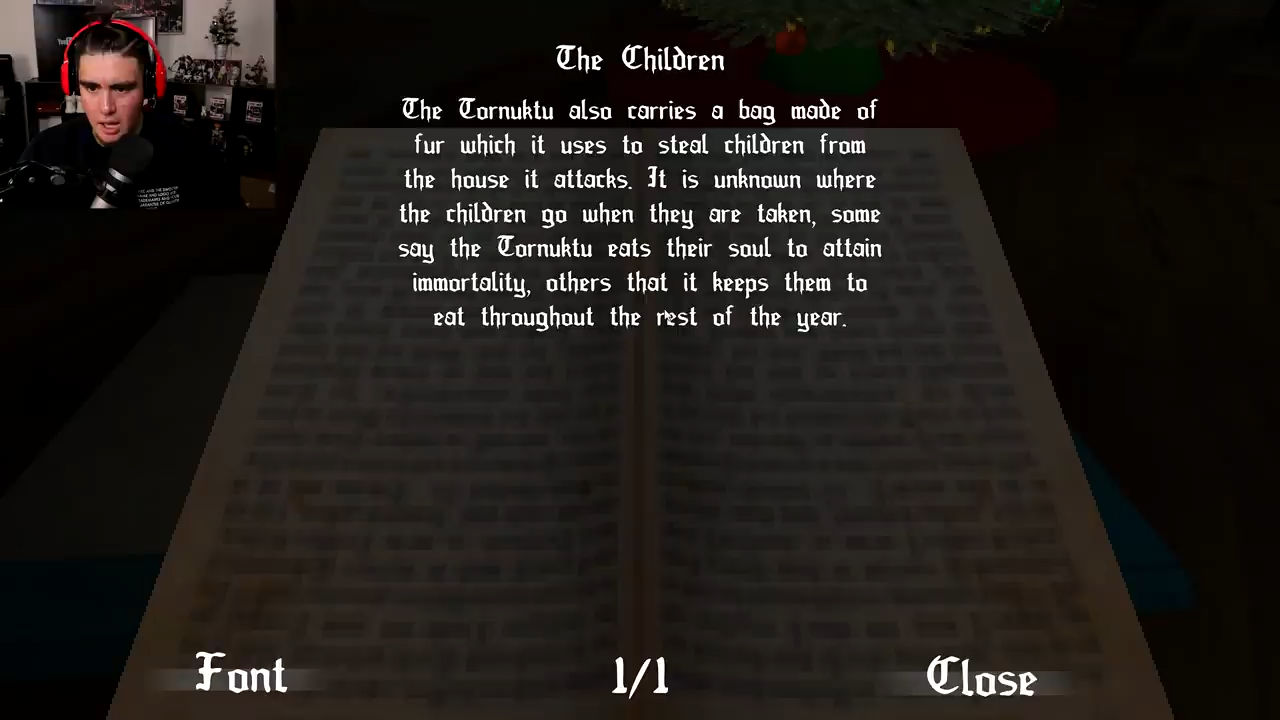 The Children
The Tornuktu also carries a bag made of
fur which it uses to steal children from
the house it attacks. It is unknown where
the children go when they are taken, some
say the Tornuktu eats their soul to attain
immortality, others that it keeps them to
eat throughout the rest of the year.
Font
1/1
Close